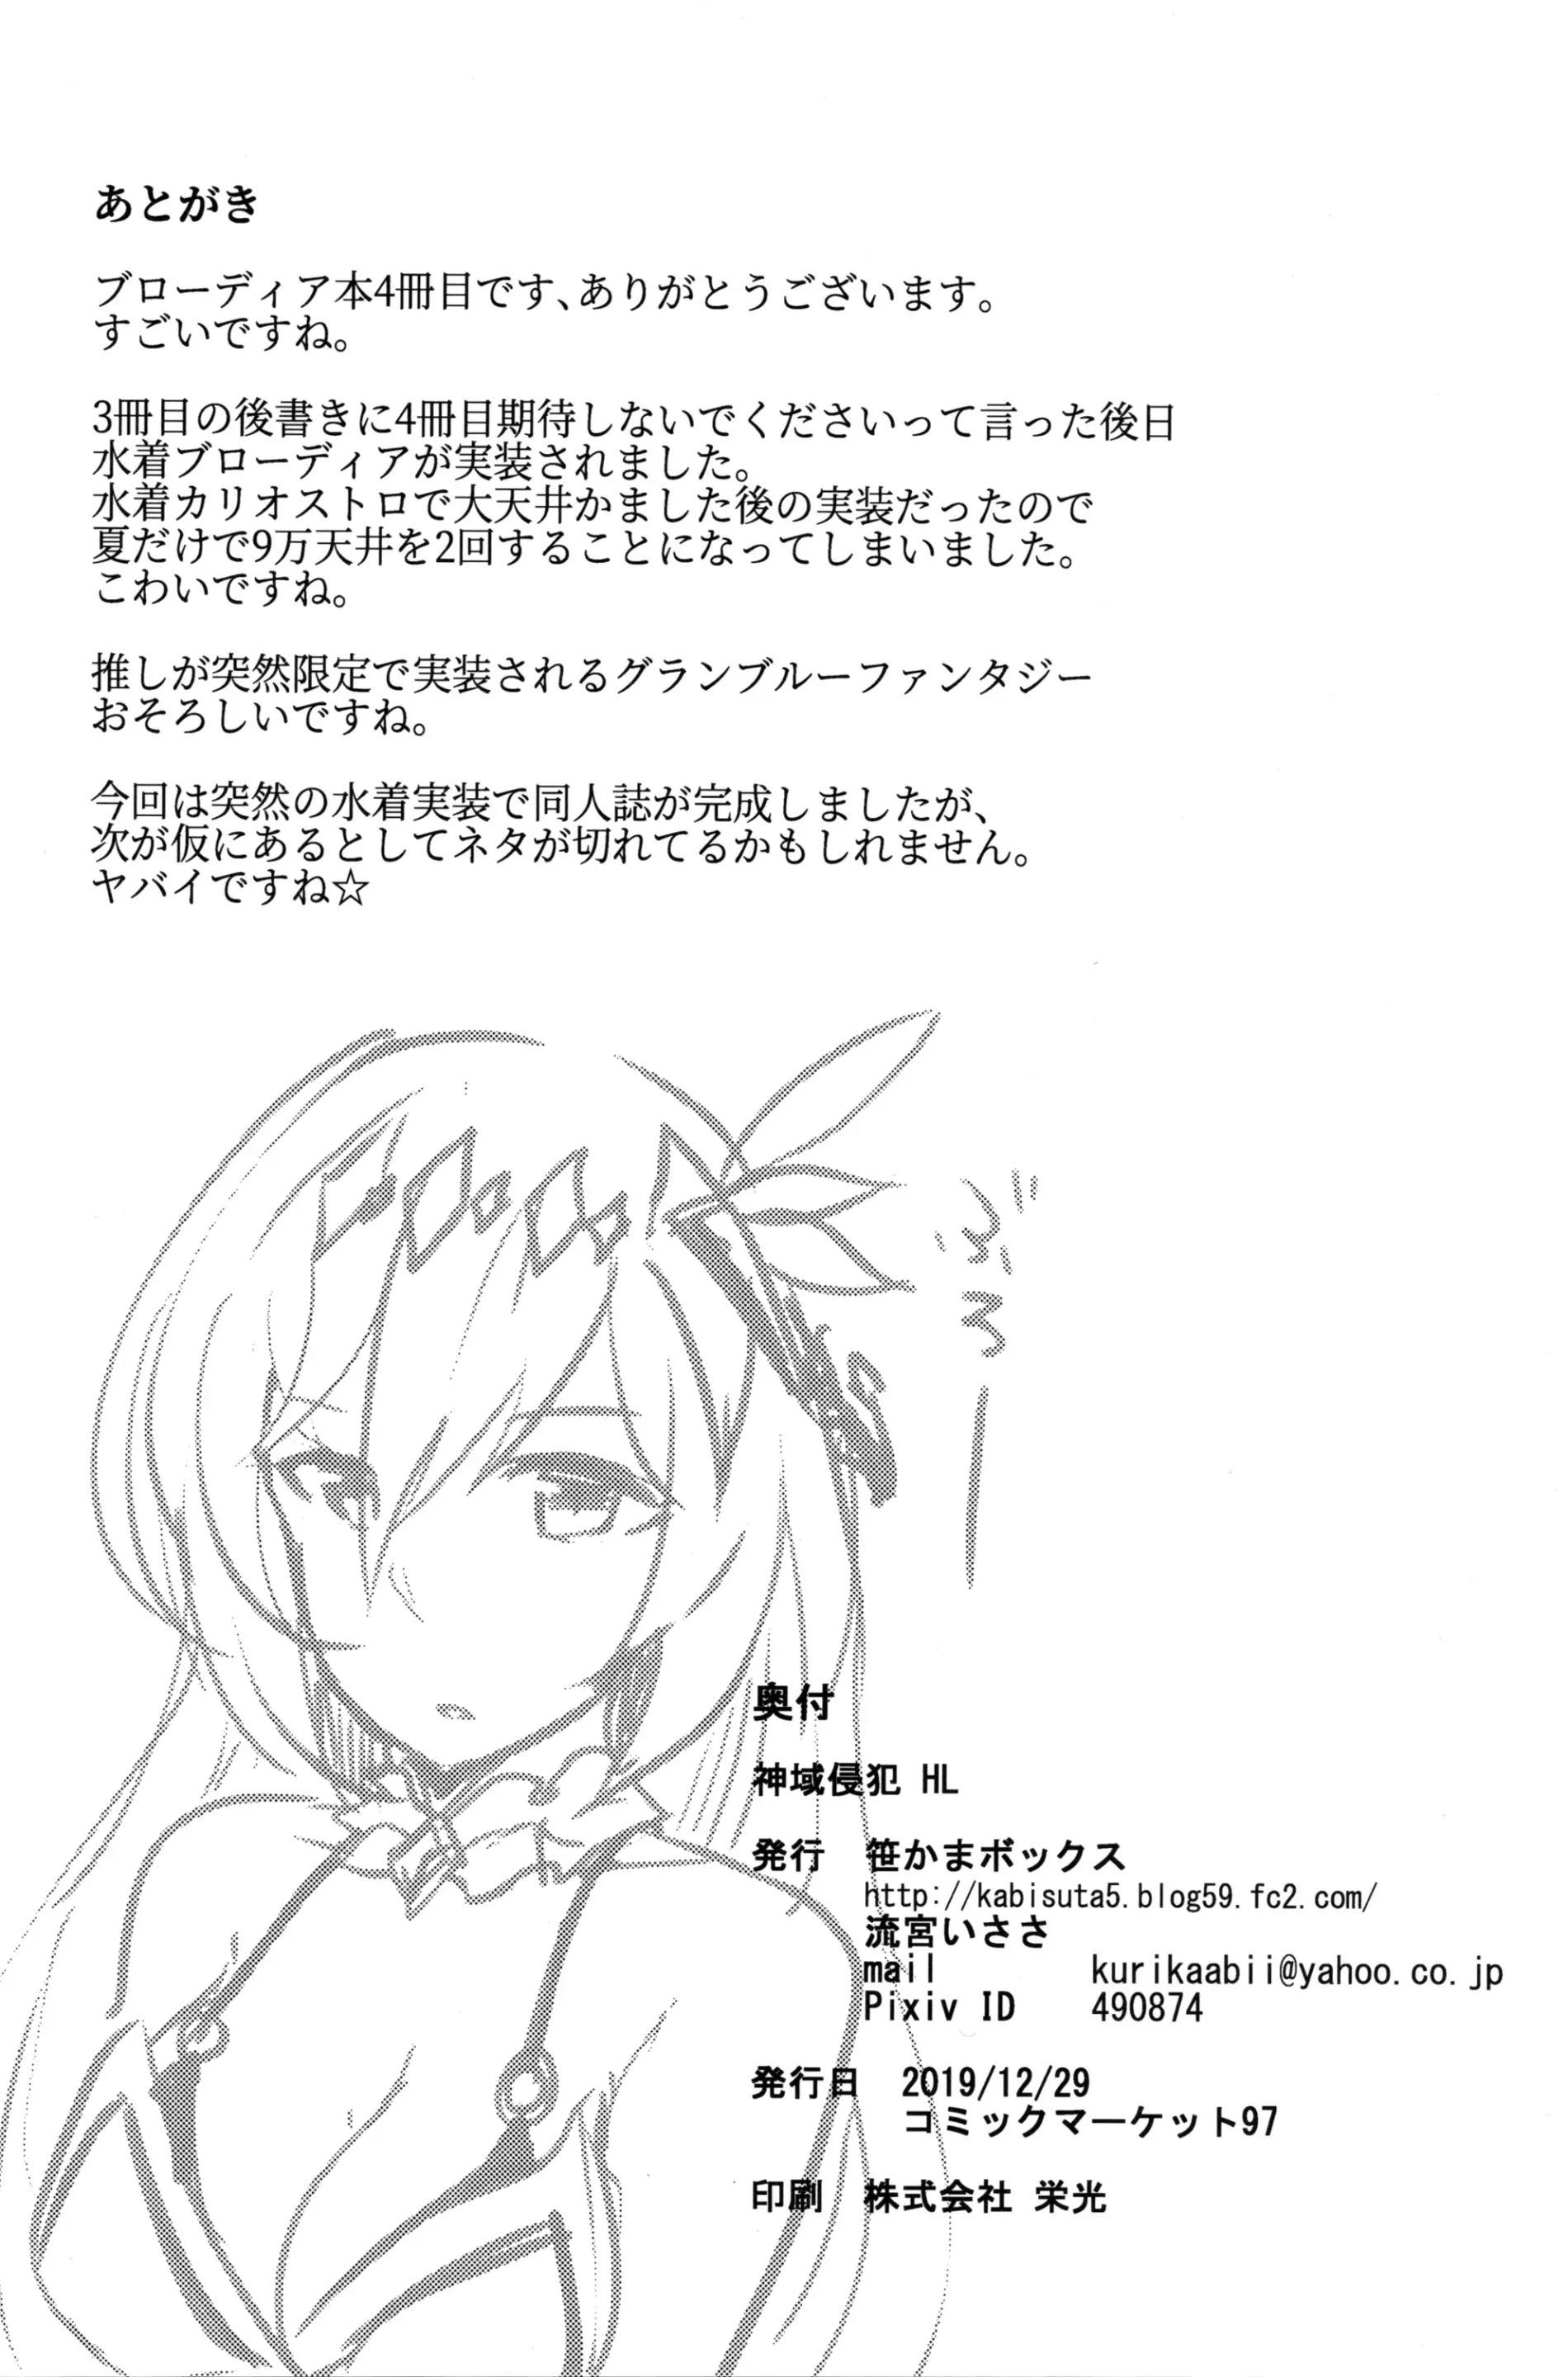 あとがき
ブローディア本4冊目です、ありがとうございます。
すごいですね。
3冊目の後書きに4冊目期待しないでくださいって言った後日
水着ブローディアが実装されました。
水着カリオストロで大天井かました後の実装だったので
夏だけで9万天井を2回することになってしまいました。
こわいですね。
推しが突然限定で実装されるグランブルーファンタジー
おそろしいですね。
今回は突然の水着実装で同人誌が完成しましたが、
次が仮にあるとしてネタが切れてるかもしれません。
ヤバイですね☆
ぶろー
奥付
神域侵犯 HL
発行 笹かまボックス
http://kabisuta5.blog59.fc2.com/
流宮いささ
mail kurikaabii@yahoo.co.jp
Pixiv ID 490874
発行日 2019/12/29
コミックマーケット97
印刷 株式会社 栄光